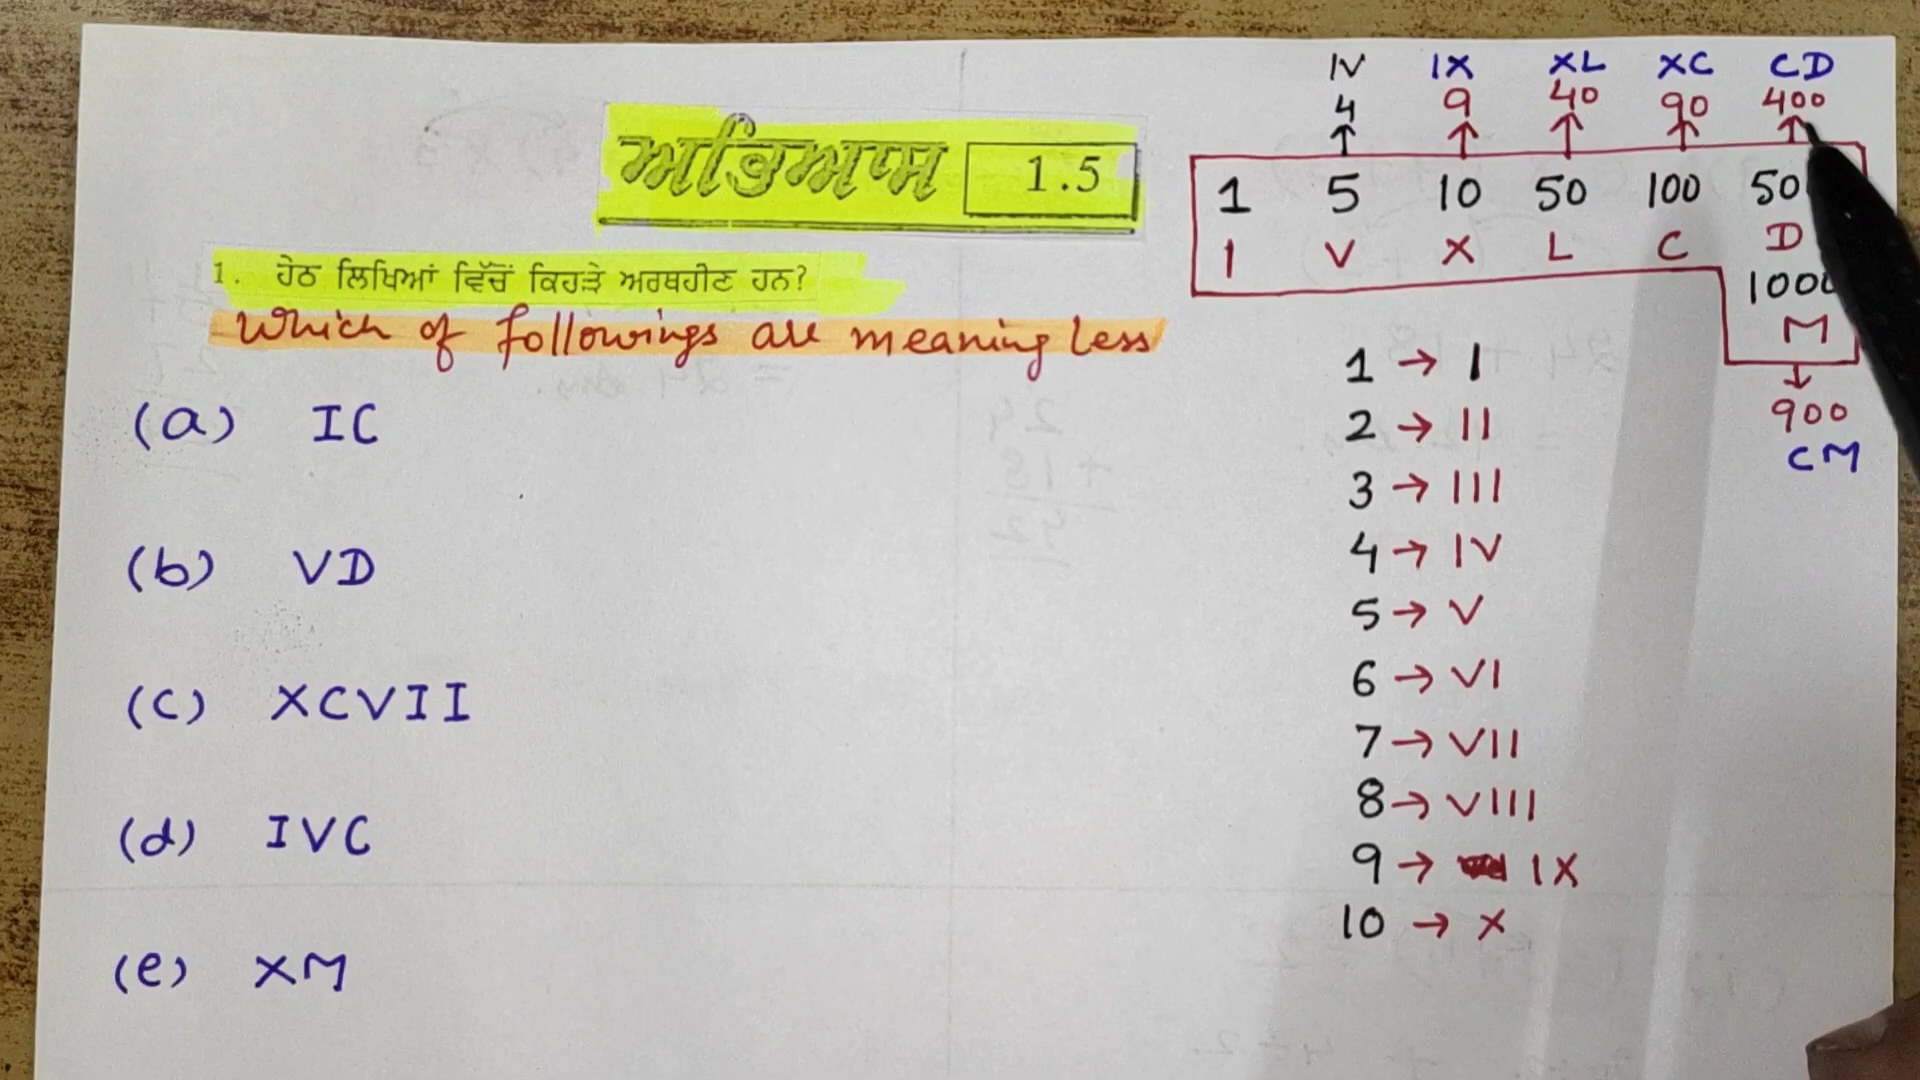 ਅਭਿਆਸ 1.5
1. ਹੇਠ ਲਿਖਿਆਂ ਵਿੱਚੋਂ ਕਿਹੜੇ ਅਰਥਹੀਣ ਹਨ?
Which of followings are meaning less
(a) IC
(b) VD
(c) XCVII
(d) IVC
(e) XM
IV IX XL XC CD
4 9 40 90 400
1 5 10 50 100 50
I V X L C D
100
M
900
CM
1 → I
2 → II
3 → III
4 → IV
5 → V
6 → VI
7 → VII
8 → VIII
9 → IX
10 → X